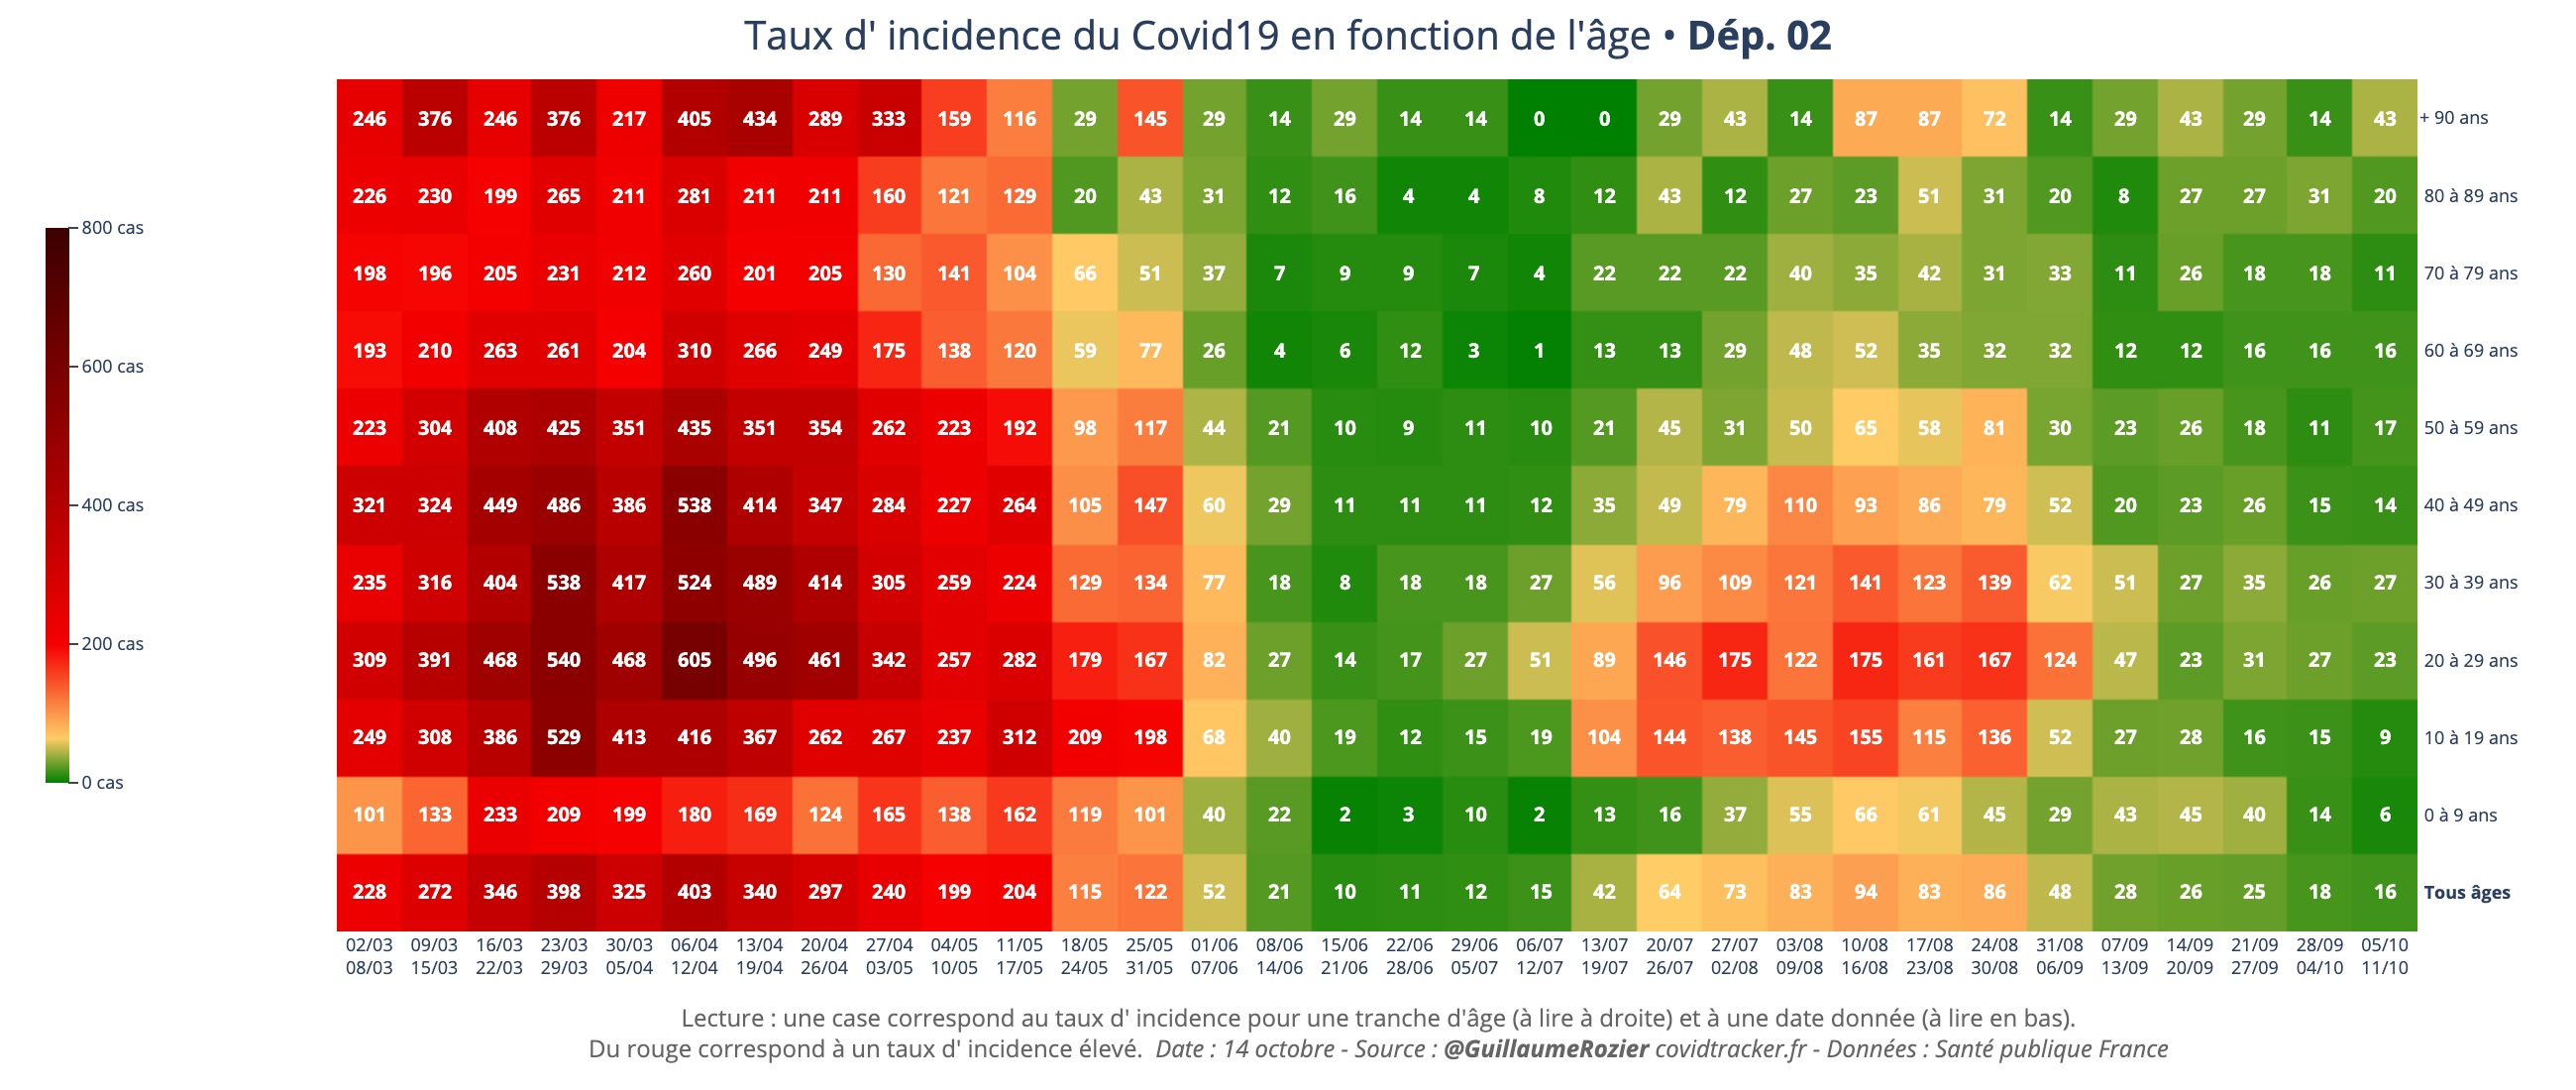 Taux d' incidence du Covid19 en fonction de l'âge • Dép. 02
246 376 246 376 217 405 434 289 333 159 116 29 145 29 14 29 14 14 0 0 29 43 14 87 87 72 14 29 43 29 14 43 + 90 ans
226 230 199 265 211 281 211 211 160 121 129 20 43 31 12 16 4 4 8 12 43 12 27 23 51 31 20 8 27 27 31 20 80 à 89 ans
800 cas
198 196 205 231 212 260 201 205 130 141 104 66 51 37 7 9 9 7 4 22 22 22 40 35 42 31 33 11 26 18 18 11 70 à 79 ans
193 210 263 261 204 310 266 249 175 138 120 59 77 26 4 6 12 3 1 13 13 29 48 52 35 32 32 12 12 16 16 16 60 à 69 ans
600 cas
223 304 408 425 351 435 351 354 262 223 192 98 117 44 21 10 9 11 10 21 45 31 50 65 58 81 30 23 26 18 11 17 50 à 59 ans
400 cas
321 324 449 486 386 538 414 347 284 227 264 105 147 60 29 11 11 11 12 35 49 79 110 93 86 79 52 20 23 26 15 14 40 à 49 ans
235 316 404 538 417 524 489 414 305 259 224 129 134 77 18 8 18 18 27 56 96 109 121 141 123 139 62 51 27 35 26 27 30 à 39 ans
200 cas
309 391 468 540 468 605 496 461 342 257 282 179 167 82 27 14 17 27 51 89 146 175 122 175 161 167 124 47 23 31 27 23 20 à 29 ans
249 308 386 529 413 416 367 262 267 237 312 209 198 68 40 19 12 15 19 104 144 138 145 155 115 136 52 27 28 16 15 9 10 à 19 ans
0 cas
101 133 233 209 199 180 169 124 165 138 162 119 101 40 22 2 3 10 2 13 16 37 55 66 61 45 29 43 45 40 14 6 0 à 9 ans
228 272 346 398 325 403 340 297 240 199 204 115 122 52 21 10 11 12 15 42 64 73 83 94 83 86 48 28 26 25 18 16 Tous âges
02/03 09/03 16/03 23/03 30/03 06/04 13/04 20/04 27/04 04/05 11/05 18/05 25/05 01/06 08/06 15/06 22/06 29/06 06/07 13/07 20/07 27/07 03/08 10/08 17/08 24/08 31/08 07/09 14/09 21/09 28/09 05/10
08/03 15/03 22/03 29/03 05/04 12/04 19/04 26/04 03/05 10/05 17/05 24/05 31/05 07/06 14/06 21/06 28/06 05/07 12/07 19/07 26/07 02/08 09/08 16/08 23/08 30/08 06/09 13/09 20/09 27/09 04/10 11/10
Lecture : une case correspond au taux d' incidence pour une tranche d'âge (à lire à droite) et à une date donnée (à lire en bas).
Du rouge correspond à un taux d' incidence élevé. Date : 14 octobre - Source : @GuillaumeRozier covidtracker.fr - Données : Santé publique France